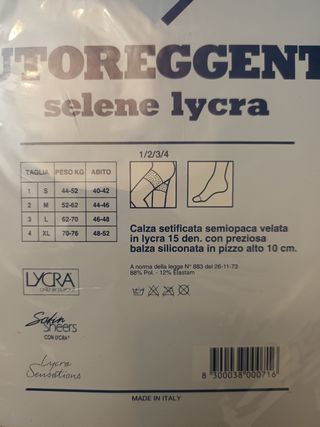 UTOREGGENT
selene lycra
1/2/3/4
TAGLIA PESO KG ABITO
1 S 44-52 40-42
2 M 52-62 44-46
3 L 62-70 46-48
4 XL 70-76 48-52
Calza setificata semiopaca velata
in lycra 15 den. con preziosa
balza siliconata in pizzo alto 10 cm.
A norma della legge N° 883 del 26-11-73
88% Pol. - 12% Elastam
LYCRA
ONLY BY DUPONT
Satin
Sheers
CON LYCRA*
Lycra
Sensations
8 300038 000716
MADE IN ITALY